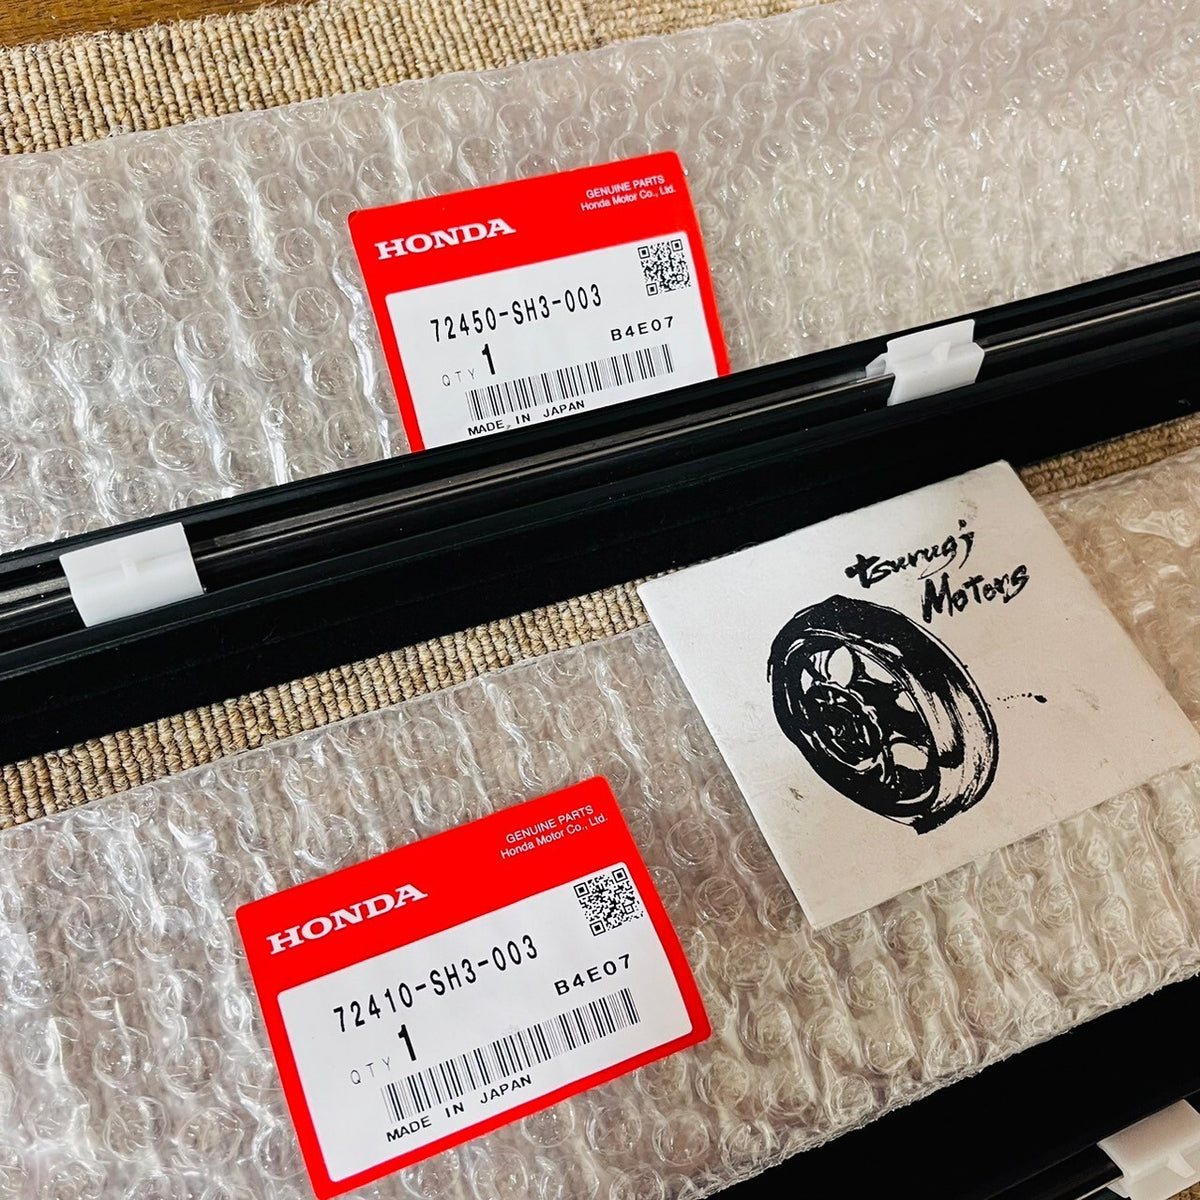 HONDA
GENUINE PARTS
Honda Motor Co., Ltd.
72450-SH3-003
B4E07
QTY 1
MADE IN JAPAN
tsurugi
Motors
HONDA
GENUINE PARTS
Honda Motor Co., Ltd.
72410-SH3-003
B4E07
QTY 1
MADE IN JAPAN